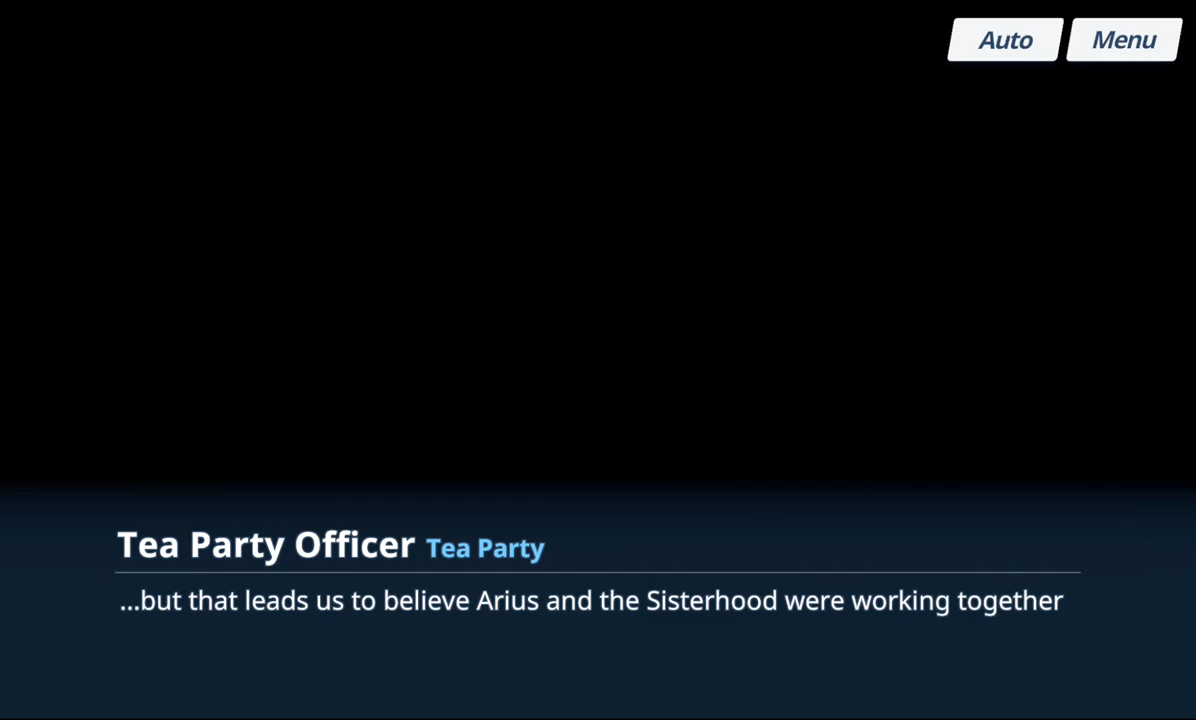 Auto Menu
Tea Party Officer Tea Party
...but that leads us to believe Arius and the Sisterhood were working together